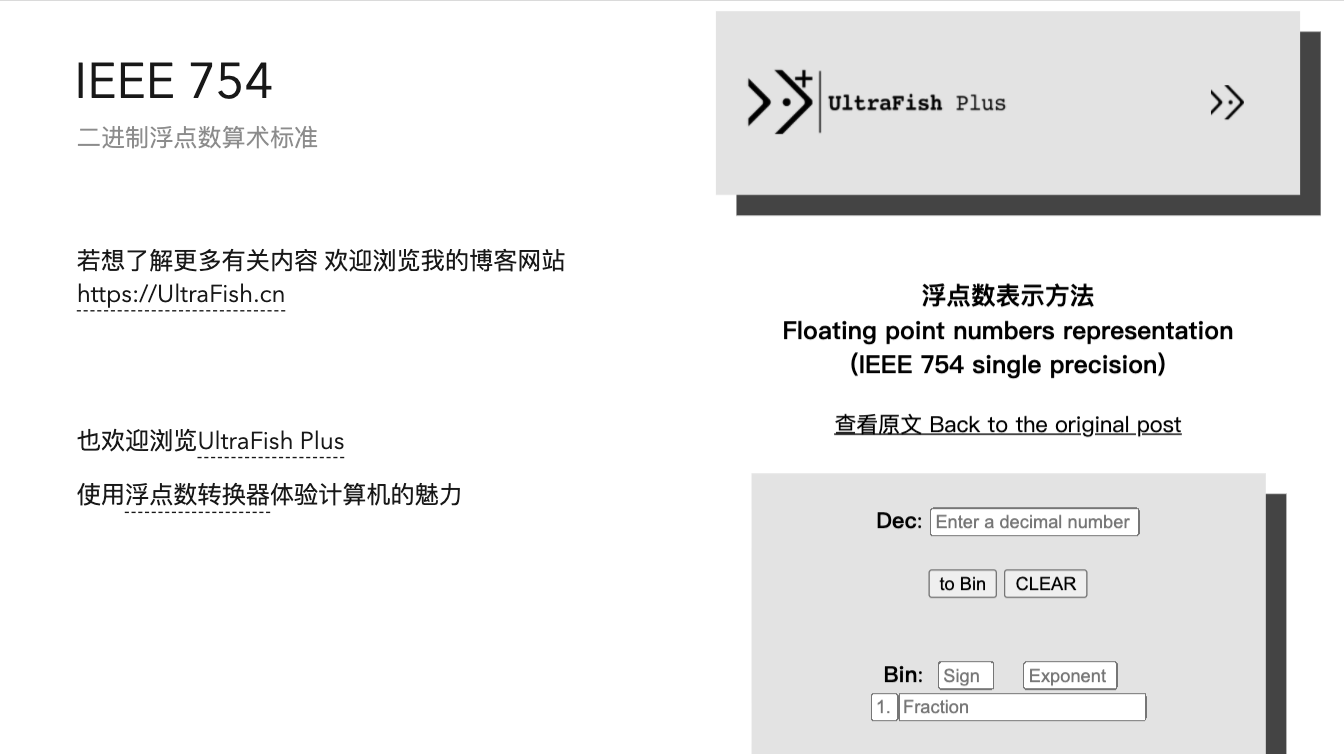 IEEE 754
二进制浮点数算术标准
若想了解更多有关内容 欢迎浏览我的博客网站
https://UltraFish.cn
也欢迎浏览UltraFish Plus
使用浮点数转换器体验计算机的魅力
UltraFish Plus
浮点数表示方法
Floating point numbers representation
(IEEE 754 single precision)
查看原文 Back to the original post
Dec: Enter a decimal number
to Bin CLEAR
Bin: Sign Exponent
1. Fraction